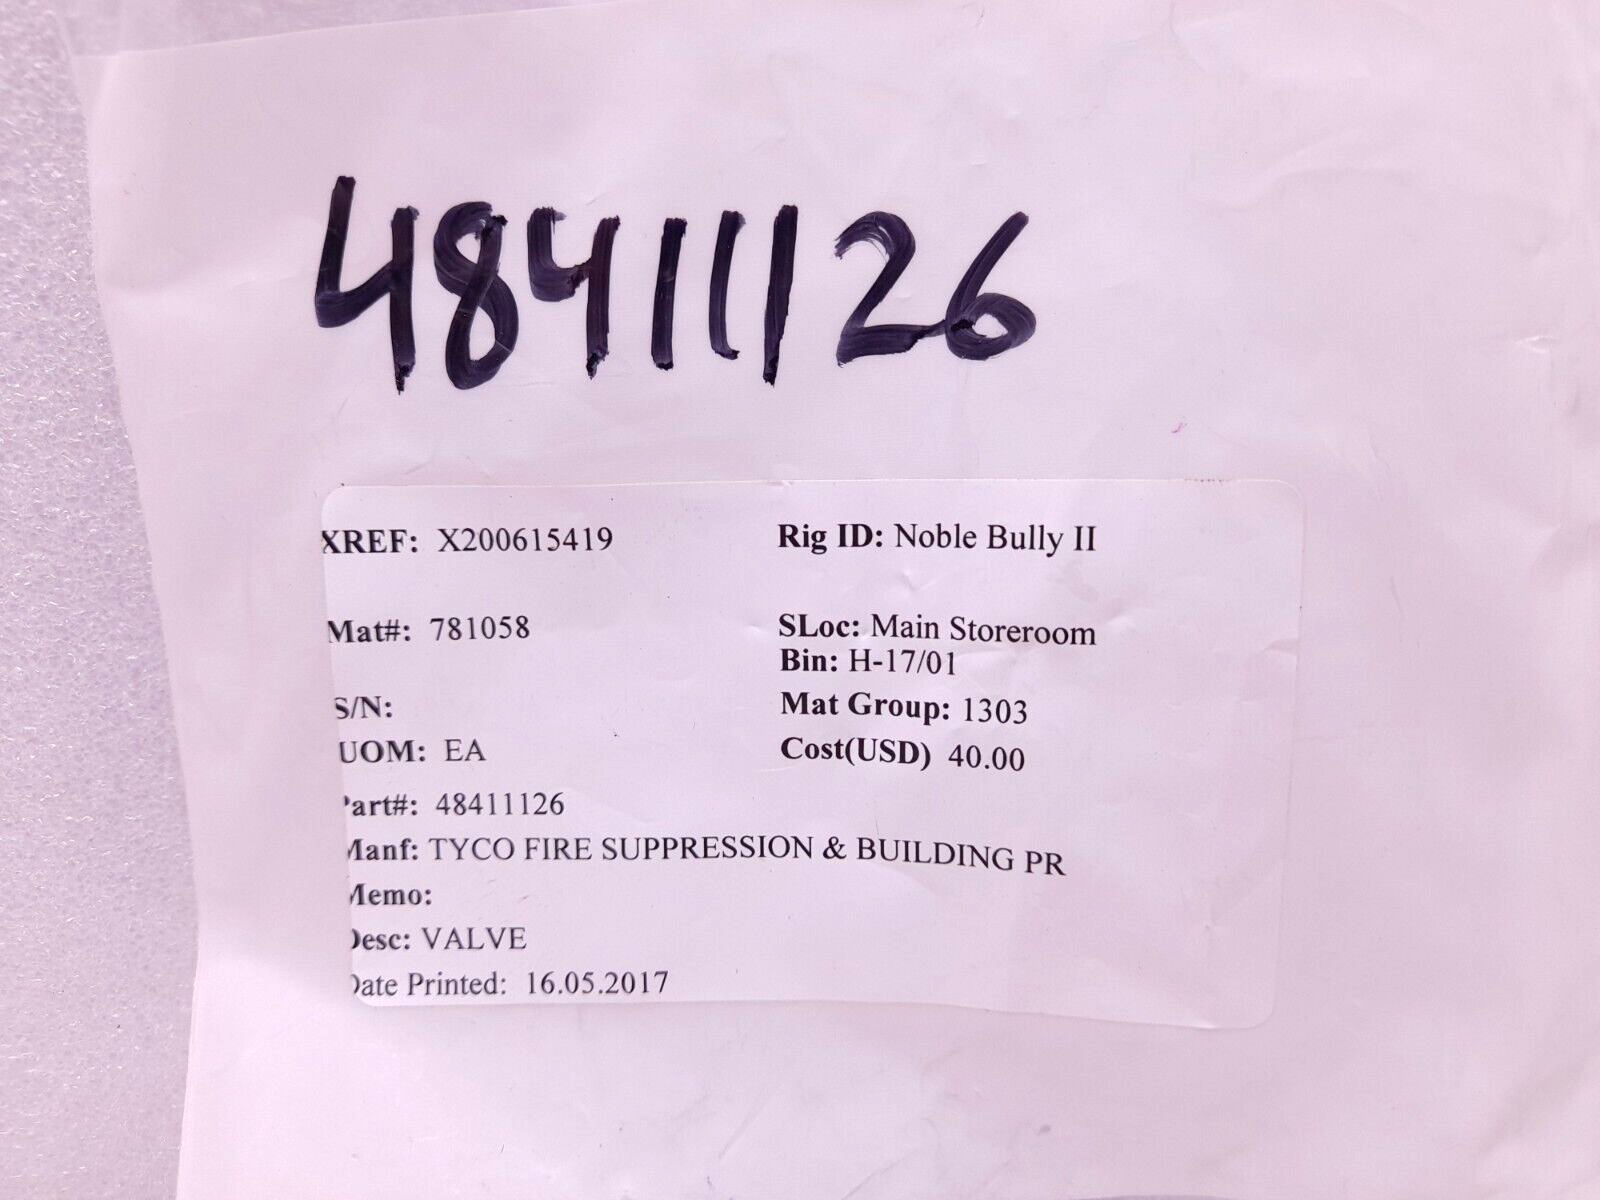 48411126
XREF: X200615419 Rig ID: Noble Bully II
Mat#: 781058 SLoc: Main Storeroom
Bin: H-17/01
S/N: Mat Group: 1303
UOM: EA Cost(USD) 40.00
Part#: 48411126
Manf: TYCO FIRE SUPPRESSION & BUILDING PR
Memo:
Desc: VALVE
Date Printed: 16.05.2017